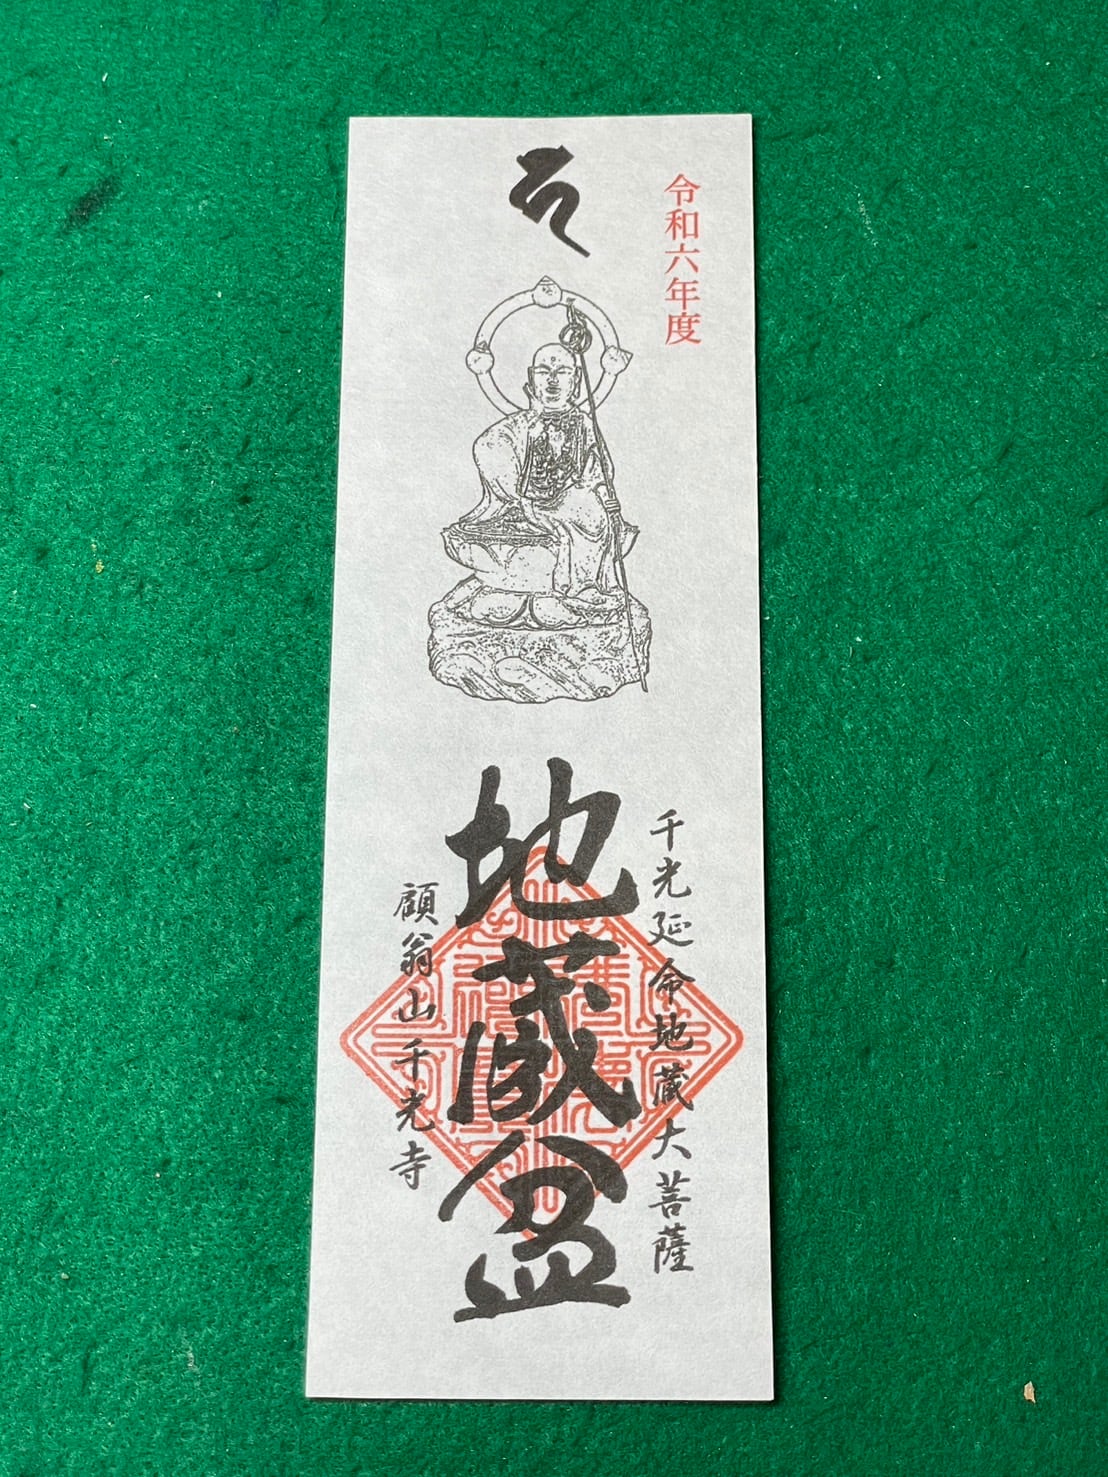 令和六年度
千光延命地蔵大菩薩
地蔵盆
顧翁山千光寺